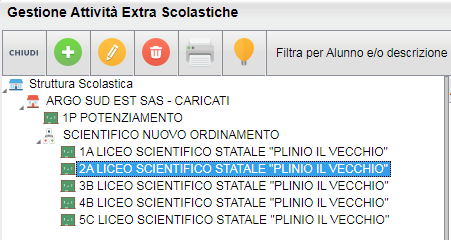 Gestione Attività Extra Scolastiche
CHIUDI
Filtra per Alunno e/o descrizione
Struttura Scolastica
ARGO SUD EST SAS - CARICATI
1P POTENZIAMENTO
SCIENTIFICO NUOVO ORDINAMENTO
1A LICEO SCIENTIFICO STATALE "PLINIO IL VECCHIO"
2A LICEO SCIENTIFICO STATALE "PLINIO IL VECCHIO"
3B LICEO SCIENTIFICO STATALE "PLINIO IL VECCHIO"
4B LICEO SCIENTIFICO STATALE "PLINIO IL VECCHIO"
5C LICEO SCIENTIFICO STATALE "PLINIO IL VECCHIO"